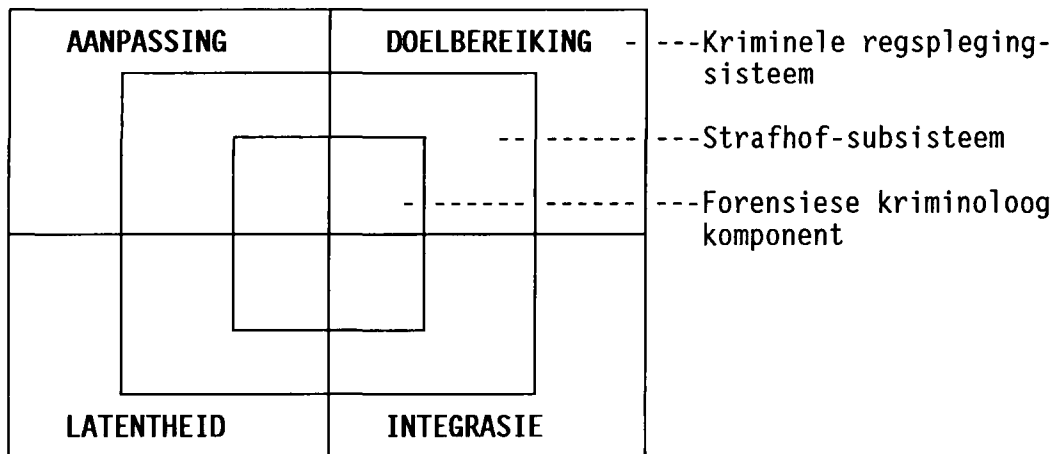 AANPASSING
DOELBEREIKING
Kriminele regspleging-
sisteem
Strafhof-subsisteem
Forensiese kriminoloog
komponent
LATENTHEID
INTEGRASIE